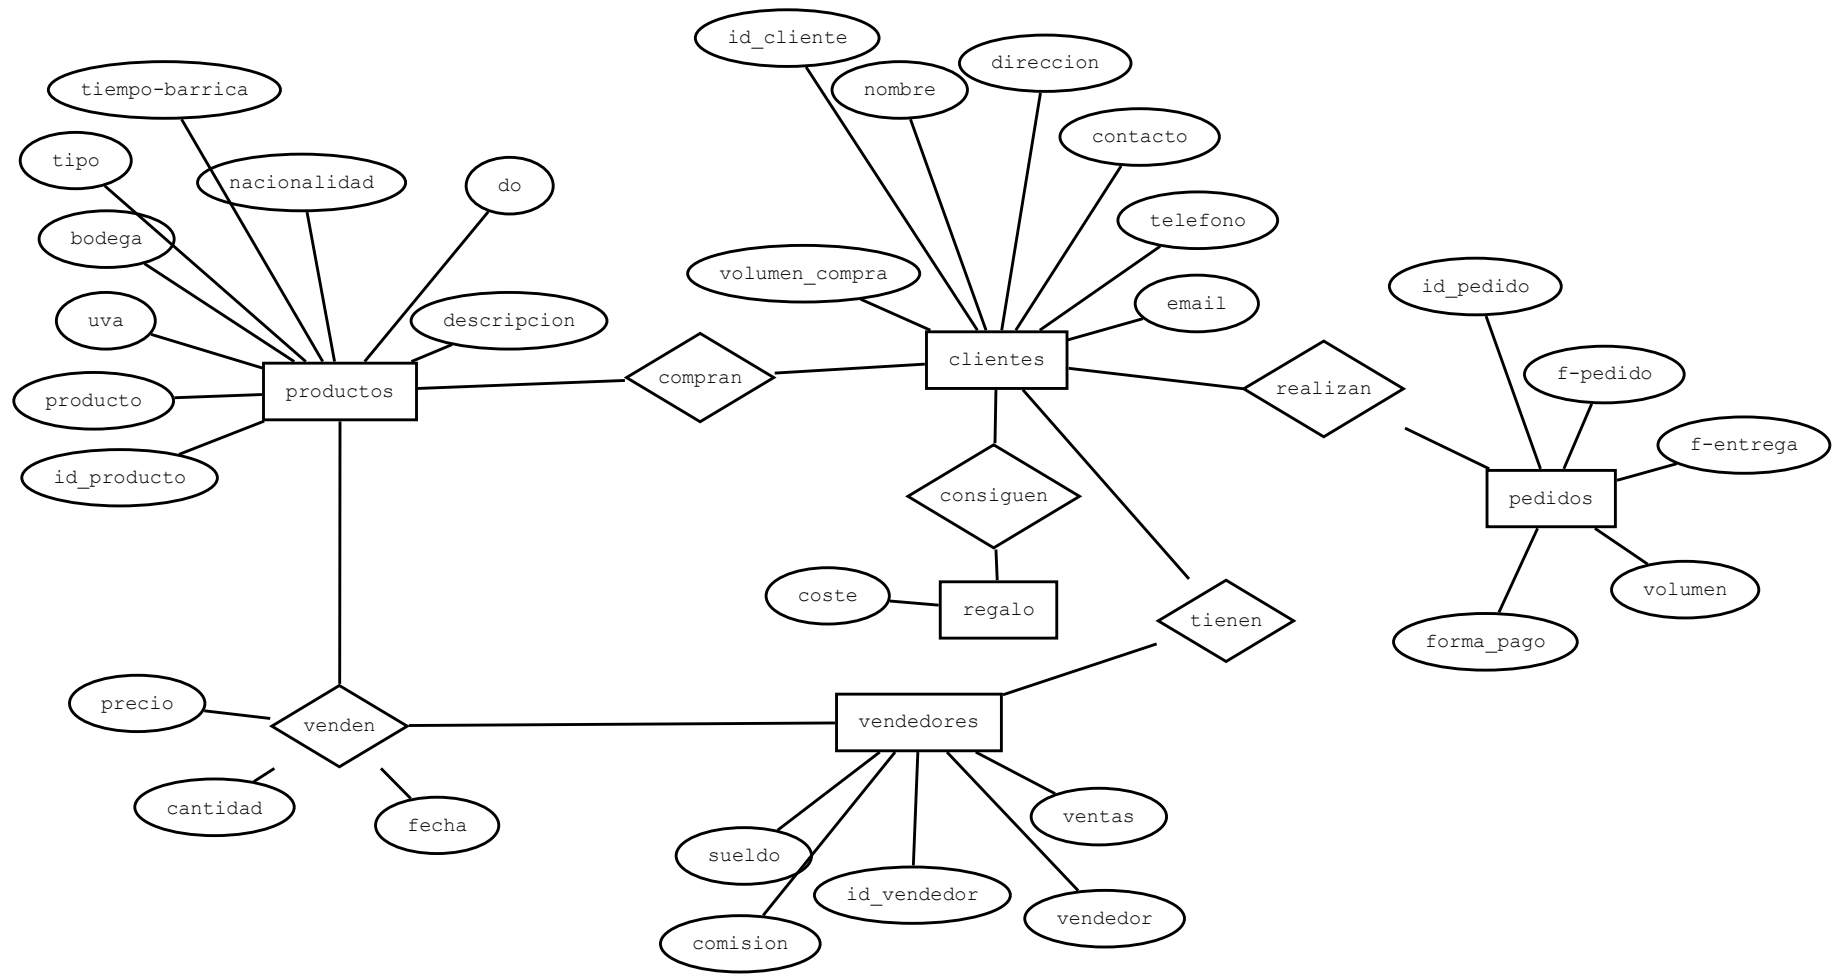 id_cliente
direccion
nombre
tiempo-barrica
contacto
tipo
nacionalidad
do
telefono
bodega
volumen_compra
id_pedido
email
uva
descripcion
clientes
f-pedido
compran
realizan
productos
producto
f-entrega
id_producto
consiguen
pedidos
coste
regalo
volumen
tienen
forma_pago
precio
venden
vendedores
cantidad
fecha
ventas
sueldo
id_vendedor
vendedor
comision